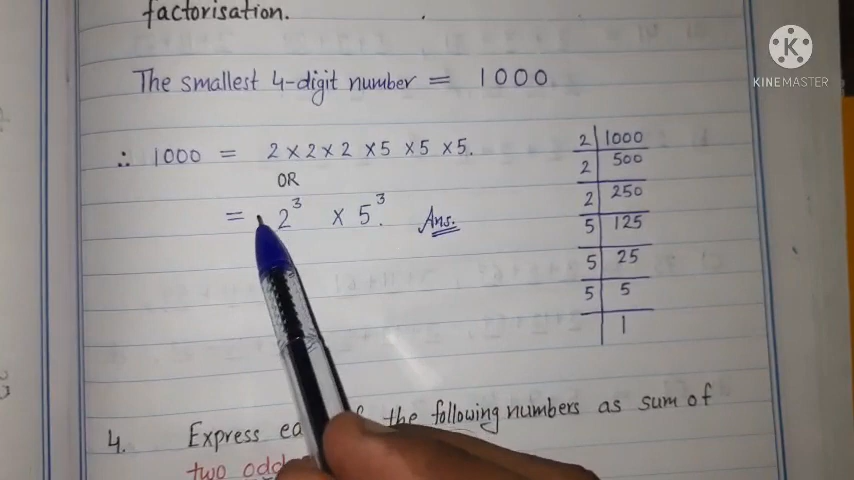 factorisation.
The smallest 4-digit number = 1000
∴ 1000 = 2 × 2 × 2 × 5 × 5 × 5.
OR
= 2³ × 5³. Ans.
2 | 1000
2 | 500
2 | 250
5 | 125
5 | 25
5 | 5
| 1
4. Express the following numbers as sum of
two odd
K
KINEMASTER